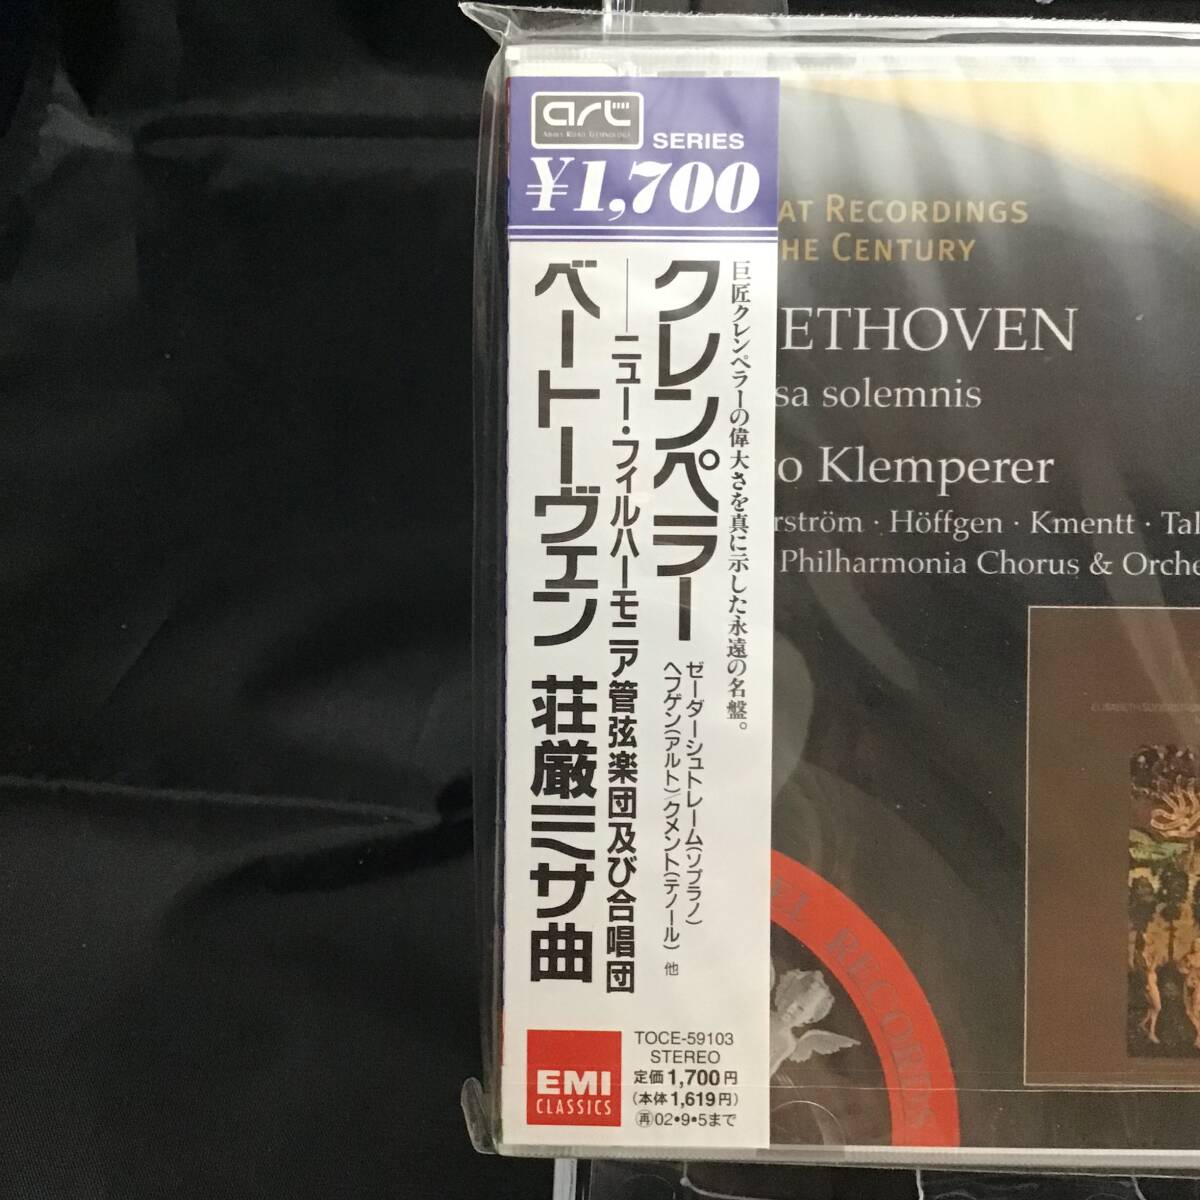 art
ABBEY ROAD TECHNOLOGY
SERIES
¥1,700
巨匠クレンペラーの偉大さを真に示した永遠の名盤。
クレンペラー
ゼーダーシュトレーム(ソプラノ)
ヘフゲン(アルト)/クメント(テノール) 他
——ニュー・フィルハーモニア管弦楽団及び合唱団
ベートーヴェン 荘厳ミサ曲
EMI
CLASSICS
TOCE-59103
STEREO
定価1,700円
(本体1,619円)
再02・9・5まで
AT RECORDINGS
HE CENTURY
ETHOVEN
sa solemnis
o Klemperer
rström · Höffgen · Kmentt · Tal
Philharmonia Chorus & Orche
EL RECORDS